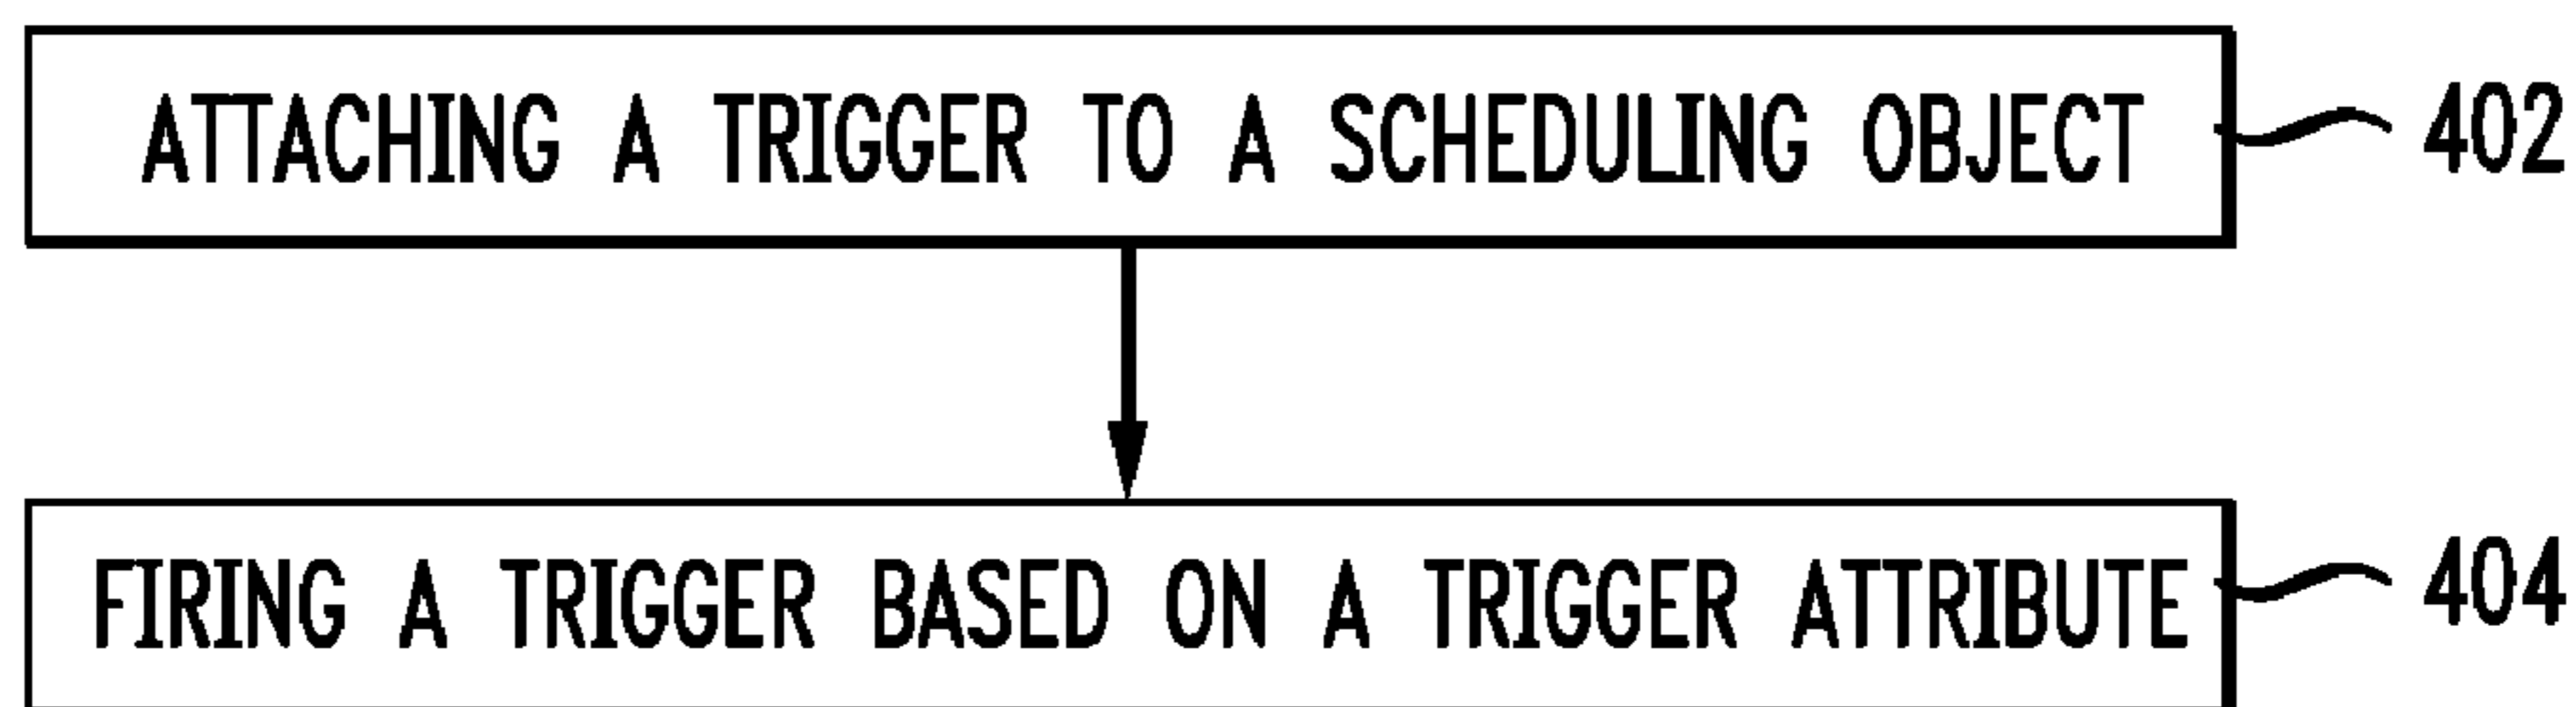 ATTACHING A TRIGGER TO A SCHEDULING OBJECT 402
FIRING A TRIGGER BASED ON A TRIGGER ATTRIBUTE 404